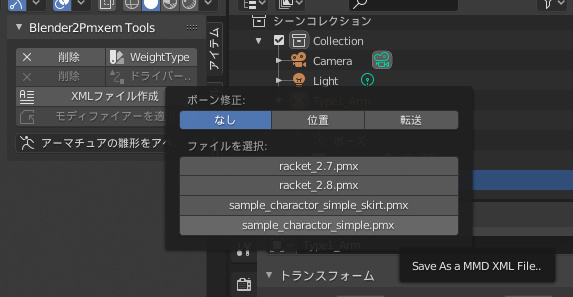 シーンコレクション
Blender2Pmxem Tools
Collection
削除
WeightType
Camera
削除
ドライバー..
Light
アイテム
XMLファイル作成
ボーン修正:
モディファイアーを適
なし
位置
転送
アーマチュアの雛形をアペ
ファイルを選択:
racket_2.7.pmx
racket_2.8.pmx
sample_charactor_simple_skirt.pmx
sample_charactor_simple.pmx
Type1_Arm
Save As a MMD XML File..
トランスフォーム